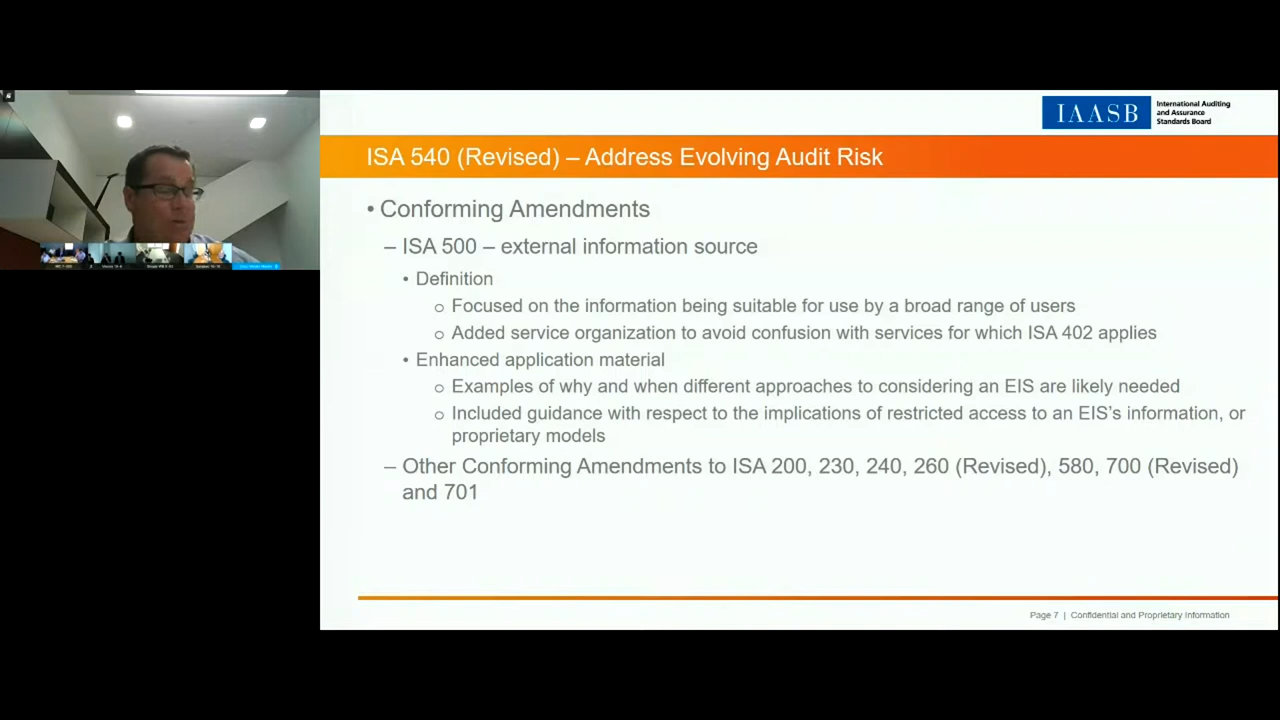 IAASB
International Auditing
and Assurance
Standards Board
ISA 540 (Revised) – Address Evolving Audit Risk
• Conforming Amendments
– ISA 500 – external information source
• Definition
o Focused on the information being suitable for use by a broad range of users
o Added service organization to avoid confusion with services for which ISA 402 applies
• Enhanced application material
o Examples of why and when different approaches to considering an EIS are likely needed
o Included guidance with respect to the implications of restricted access to an EIS's information, or
proprietary models
– Other Conforming Amendments to ISA 200, 230, 240, 260 (Revised), 580, 700 (Revised)
and 701
Page 7 | Confidential and Proprietary Information